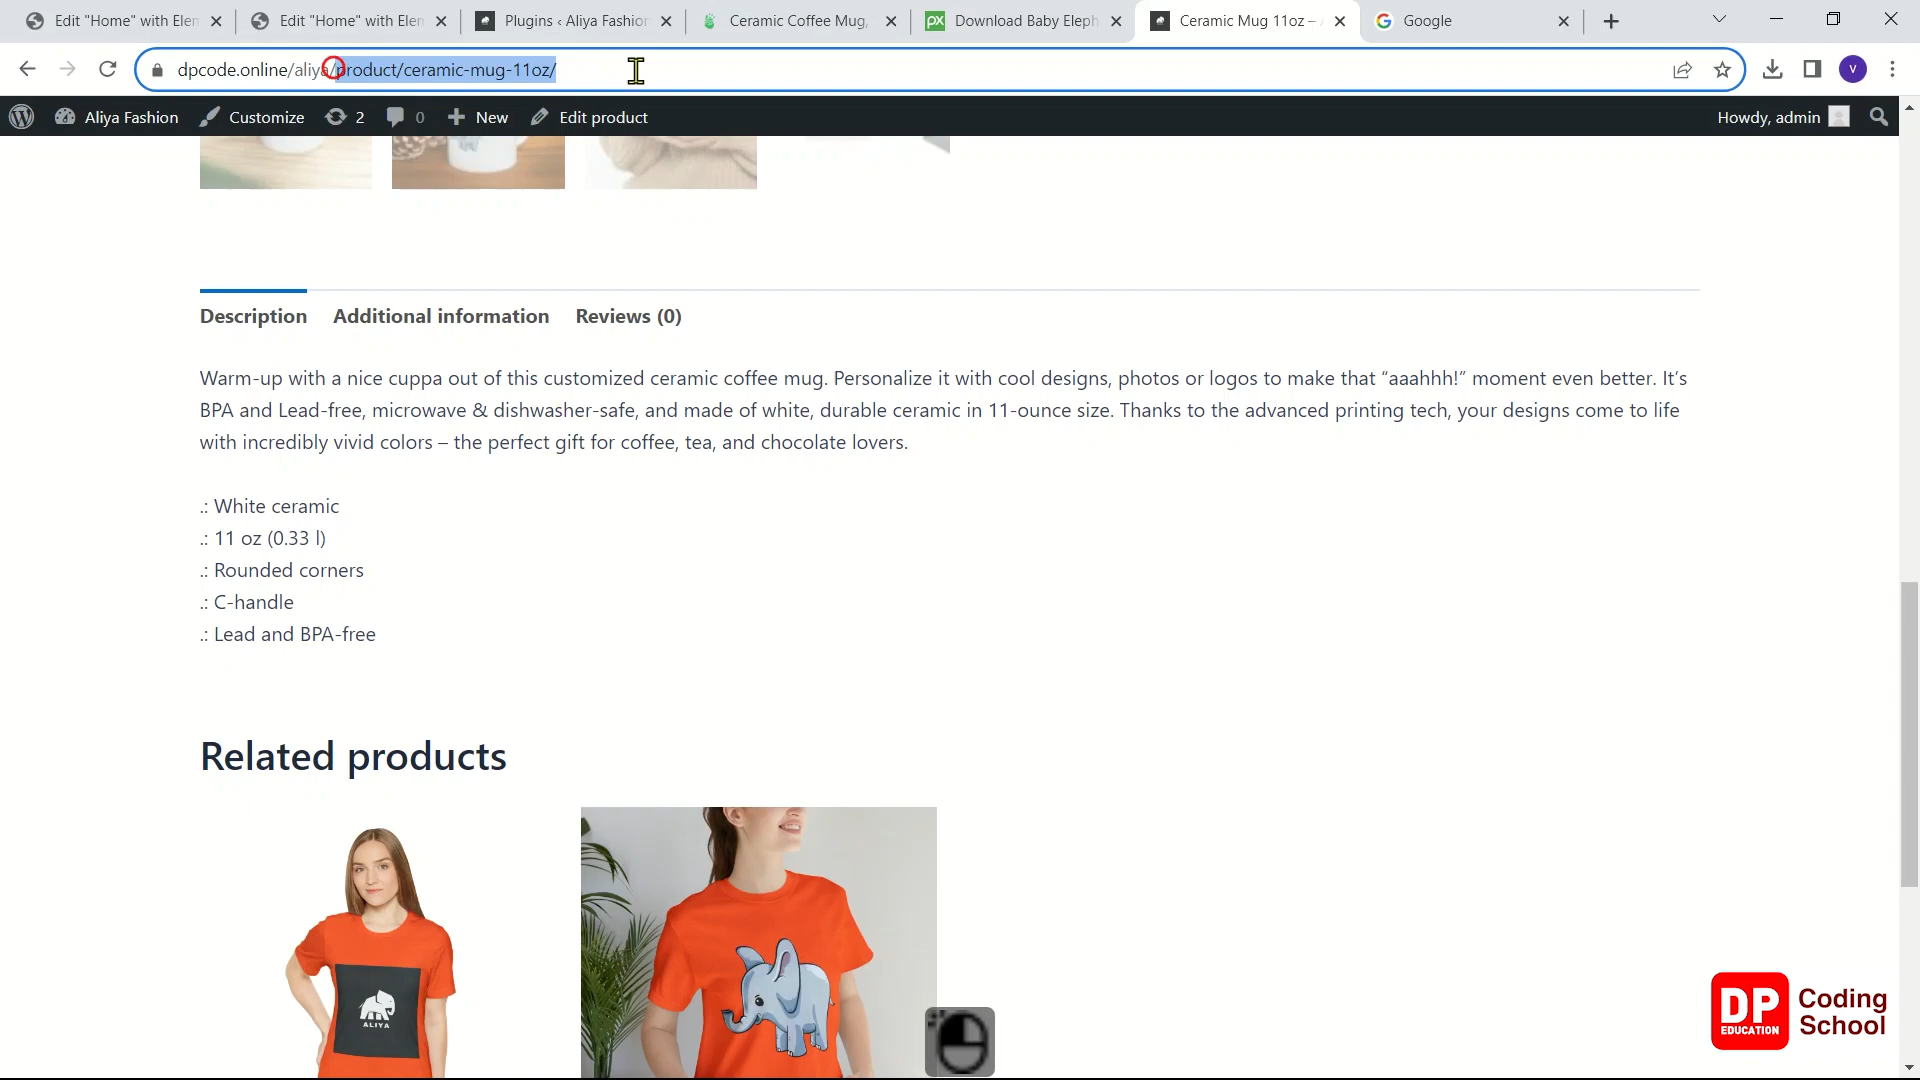 Edit "Home" with Elem
Edit "Home" with Elem
Plugins ‹ Aliya Fashion
Ceramic Coffee Mug,
Download Baby Eleph
Ceramic Mug 11oz –
Google
dpcode.online/aliya/product/ceramic-mug-11oz/
V
Aliya Fashion
Customize
2
0
New
Edit product
Howdy, admin
Description
Additional information
Reviews (0)
Warm-up with a nice cuppa out of this customized ceramic coffee mug. Personalize it with cool designs, photos or logos to make that “aaahhh!” moment even better. It’s
BPA and Lead-free, microwave & dishwasher-safe, and made of white, durable ceramic in 11-ounce size. Thanks to the advanced printing tech, your designs come to life
with incredibly vivid colors – the perfect gift for coffee, tea, and chocolate lovers.
.: White ceramic
.: 11 oz (0.33 l)
.: Rounded corners
.: C-handle
.: Lead and BPA-free
Related products
ALIYA
DP
EDUCATION
Coding
School